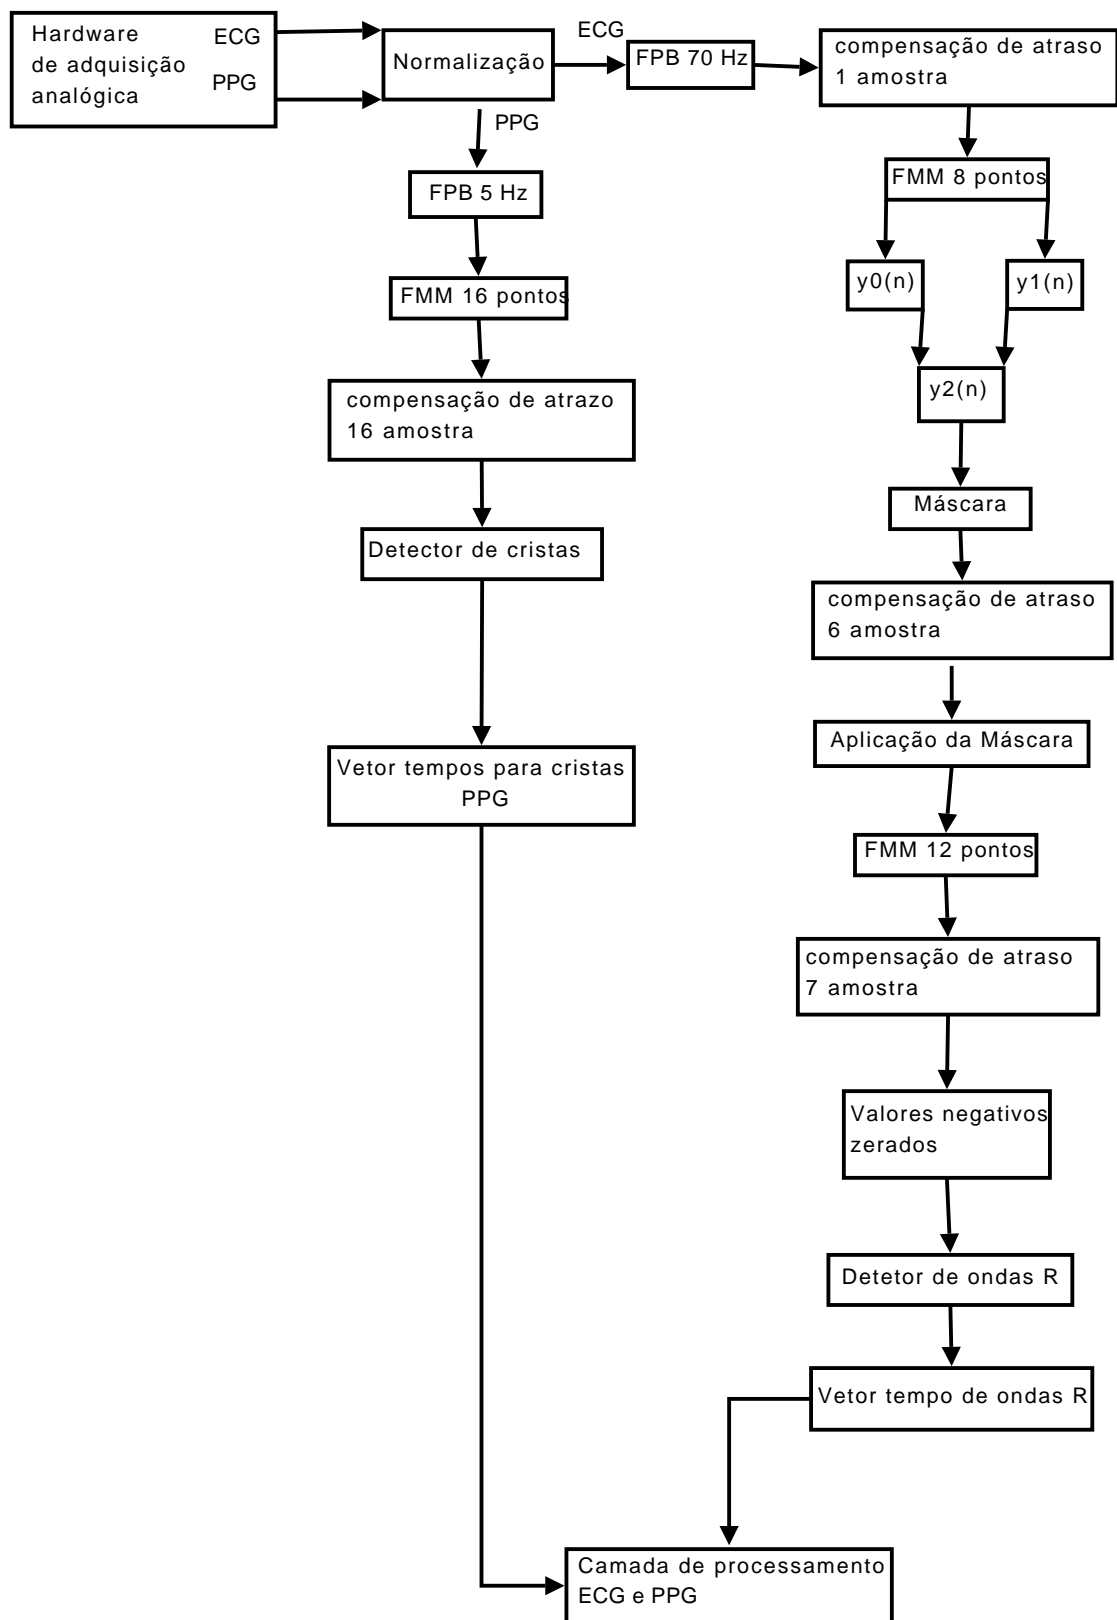 Hardware
de adquisição
analógica
ECG
PPG
Normalização
ECG
FPB 70 Hz
compensação de atraso
1 amostra
PPG
FPB 5 Hz
FMM 16 pontos
compensação de atrazo
16 amostra
Detector de cristas
Vetor tempos para cristas
PPG
FMM 8 pontos
y0(n)
y1(n)
y2(n)
Máscara
compensação de atraso
6 amostra
Aplicação da Máscara
FMM 12 pontos
compensação de atraso
7 amostra
Valores negativos
zerados
Detetor de ondas R
Vetor tempo de ondas R
Camada de processamento
ECG e PPG